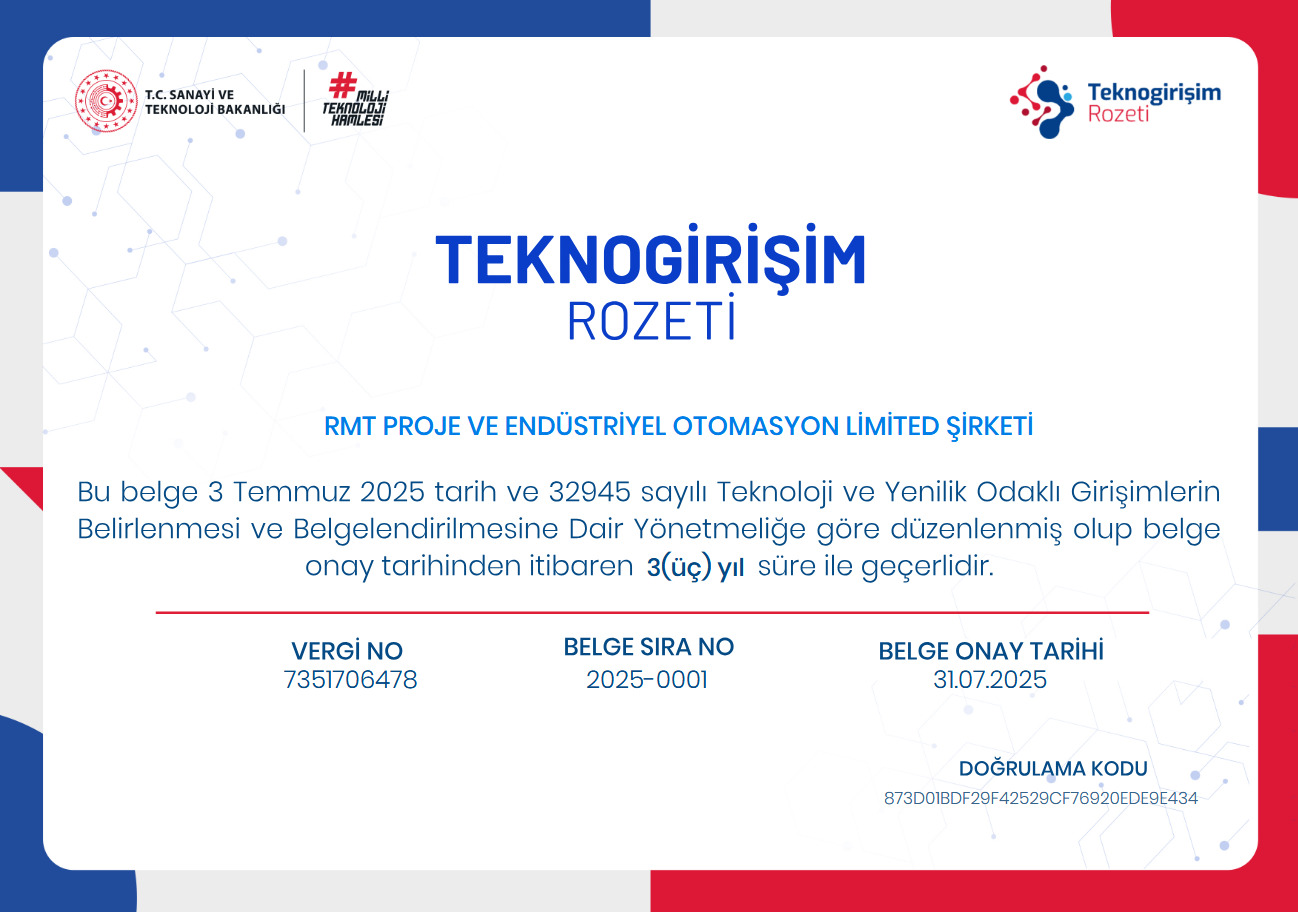 T.C. SANAYİ VE
TEKNOLOJİ BAKANLIĞI
#MİLLİ
TEKNOLOJİ
HAMLESİ
Teknogirişim
Rozeti
TEKNOGİRİŞİM
ROZETİ
RMT PROJE VE ENDÜSTRİYEL OTOMASYON LİMİTED ŞİRKETİ
Bu belge 3 Temmuz 2025 tarih ve 32945 sayılı Teknoloji ve Yenilik Odaklı Girişimlerin
Belirlenmesi ve Belgelendirilmesine Dair Yönetmeliğe göre düzenlenmiş olup belge
onay tarihinden itibaren 3(üç) yıl süre ile geçerlidir.
VERGİ NO
7351706478
BELGE SIRA NO
2025-0001
BELGE ONAY TARİHİ
31.07.2025
DOĞRULAMA KODU
873D01BDF29F42529CF76920EDE9E434